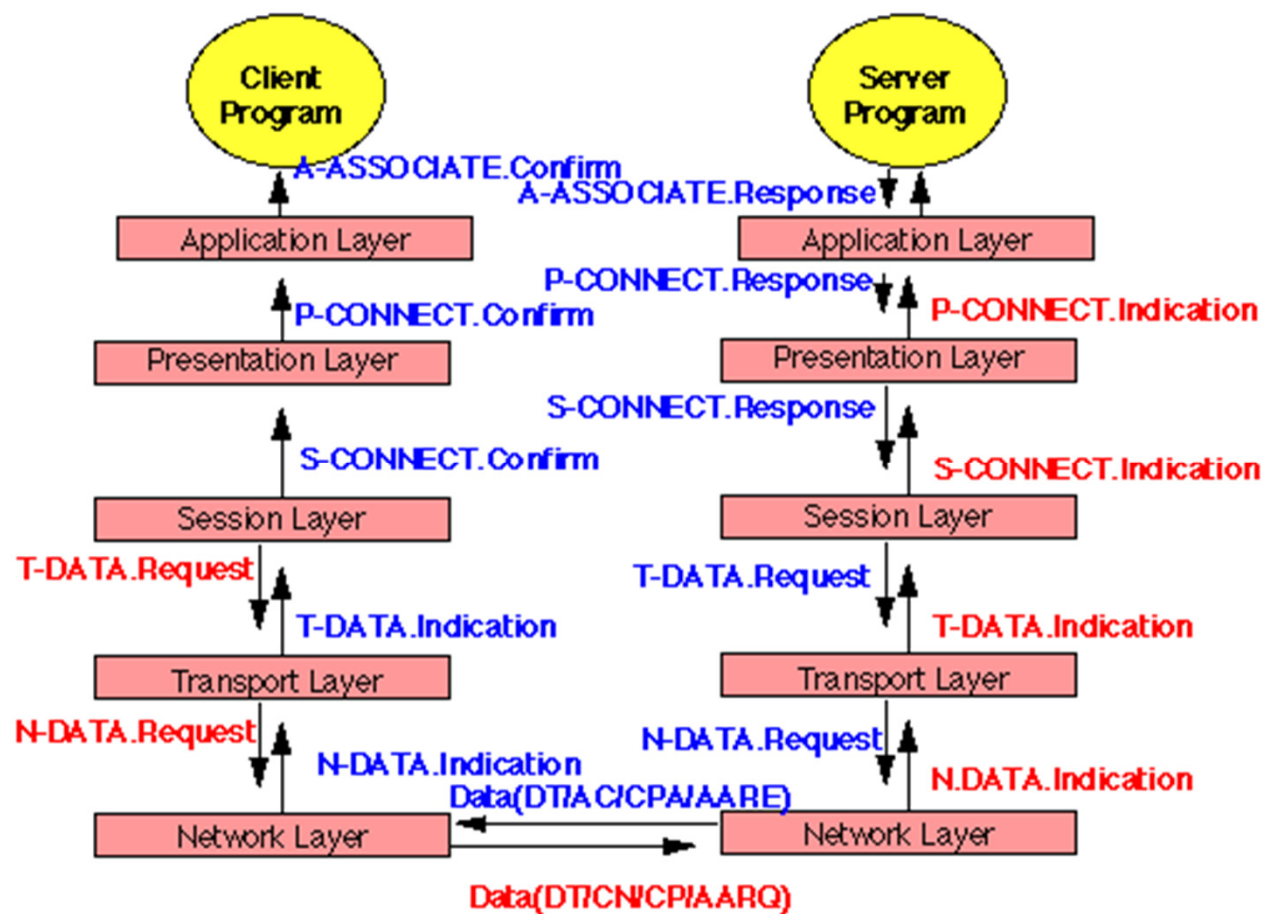 Client
Program
Server
Program
A-ASSOCIATE.Confirm
A-ASSOCIATE.Response
Application Layer
Application Layer
P-CONNECT.Response
P-CONNECT.Confirm
P-CONNECT.Indication
Presentation Layer
Presentation Layer
S-CONNECT.Response
S-CONNECT.Confirm
S-CONNECT.Indication
Session Layer
Session Layer
T-DATA.Request
T-DATA.Request
T-DATA.Indication
T-DATA.Indication
Transport Layer
Transport Layer
N-DATA.Request
N-DATA.Request
N-DATA.Indication
N.DATA.Indication
Data(DT/AC/CPA/AARE)
Network Layer
Network Layer
Data(DT/CN/CP/AARQ)